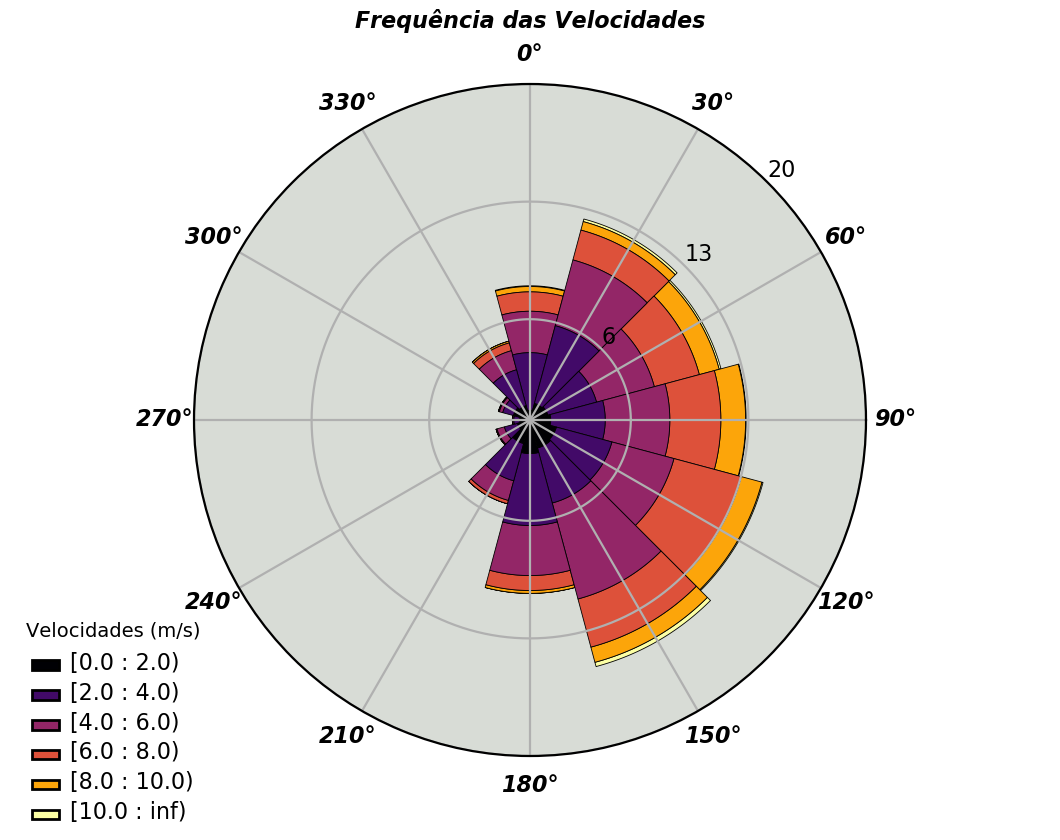 Frequência das Velocidades
0°
330°
30°
20
300°
60°
13
6
270°
90°
240°
120°
210°
150°
180°
Velocidades (m/s)
[0.0 : 2.0)
[2.0 : 4.0)
[4.0 : 6.0)
[6.0 : 8.0)
[8.0 : 10.0)
[10.0 : inf)